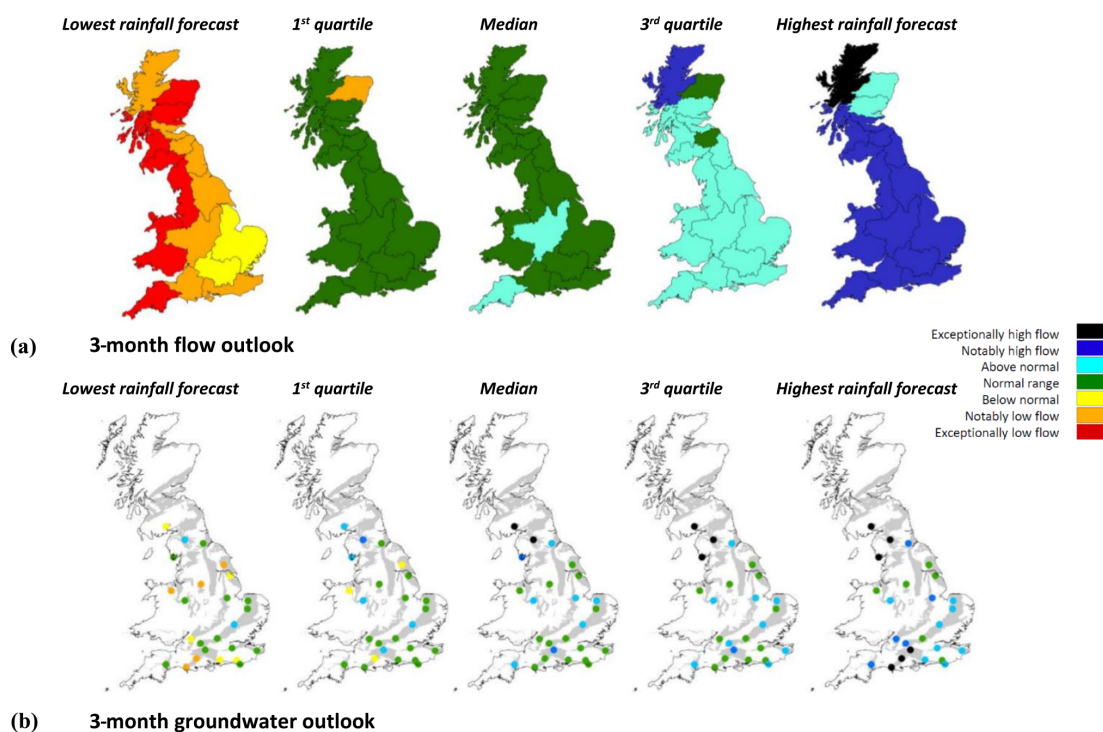 Lowest rainfall forecast 1st quartile Median 3rd quartile Highest rainfall forecast
(a) 3-month flow outlook
Exceptionally high flow
Notably high flow
Above normal
Normal range
Below normal
Notably low flow
Exceptionally low flow
Lowest rainfall forecast 1st quartile Median 3rd quartile Highest rainfall forecast
(b) 3-month groundwater outlook